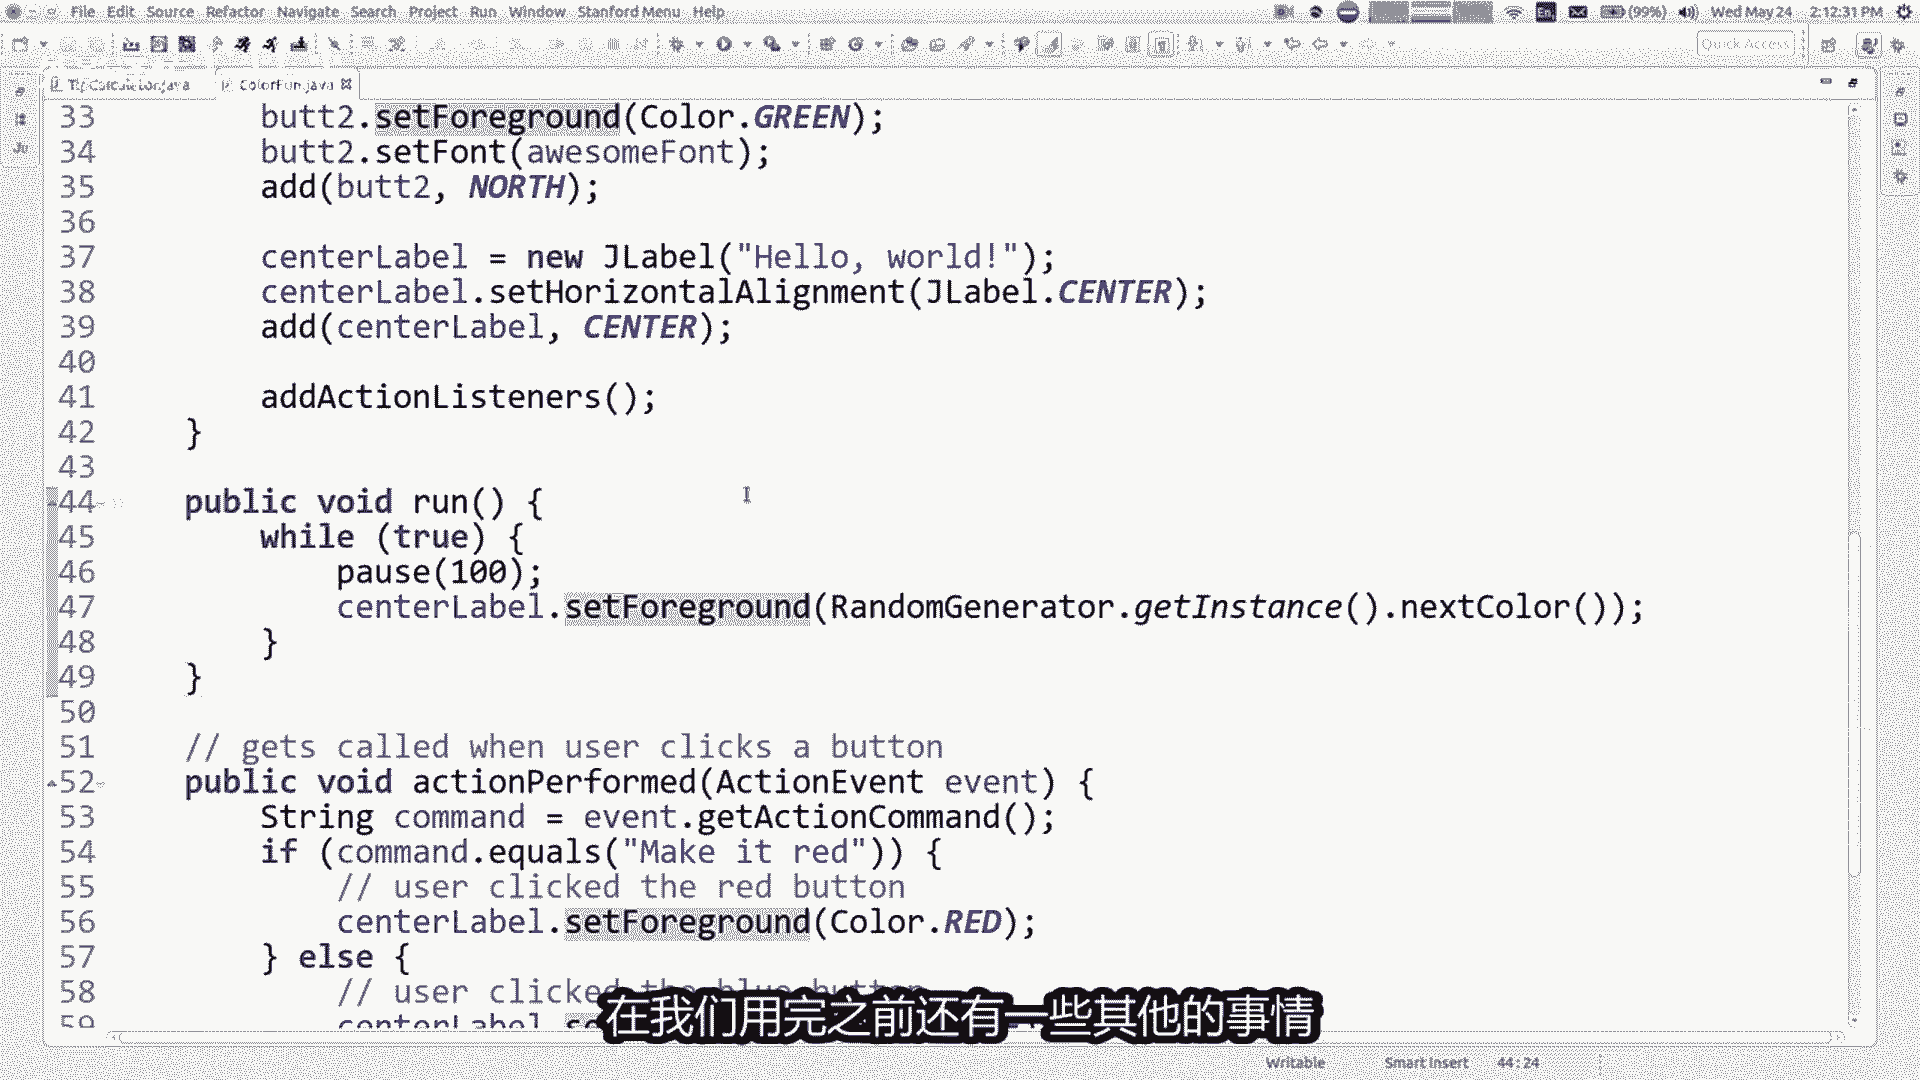 File Edit Source Refactor Navigate Search Project Run Window Stanford Menu Help En (99%) Wed May 24 2:12:31 PM
Quick Access
TipCalculator.java ColorFun.java
33 butt2.setForeground(Color.GREEN);
34 butt2.setFont(awesomeFont);
35 add(butt2, NORTH);
36
37 centerLabel = new JLabel("Hello, world!");
38 centerLabel.setHorizontalAlignment(JLabel.CENTER);
39 add(centerLabel, CENTER);
40
41 addActionListeners();
42 }
43
44 public void run() {
45 while (true) {
46 pause(100);
47 centerLabel.setForeground(RandomGenerator.getInstance().nextColor());
48 }
49 }
50
51 // gets called when user clicks a button
52 public void actionPerformed(ActionEvent event) {
53 String command = event.getActionCommand();
54 if (command.equals("Make it red")) {
55 // user clicked the red button
56 centerLabel.setForeground(Color.RED);
57 } else {
58 // user clicked the blue button
59 centerLabel.se
在我们用完之前还有一些其他的事情
Writable Smart Insert 44:24